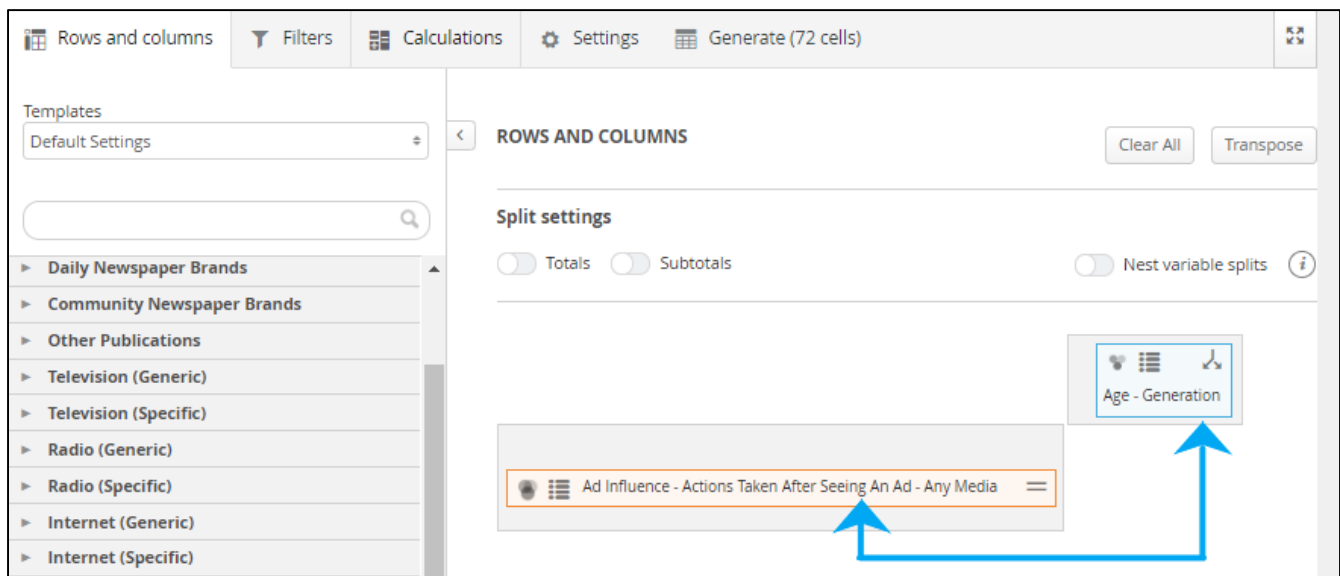 Rows and columns
Filters
Calculations
Settings
Generate (72 cells)
Templates
Default Settings
ROWS AND COLUMNS
Clear All
Transpose
Split settings
Totals
Subtotals
Nest variable splits
i
Daily Newspaper Brands
Community Newspaper Brands
Other Publications
Television (Generic)
Television (Specific)
Radio (Generic)
Radio (Specific)
Internet (Generic)
Internet (Specific)
Age - Generation
Ad Influence - Actions Taken After Seeing An Ad - Any Media